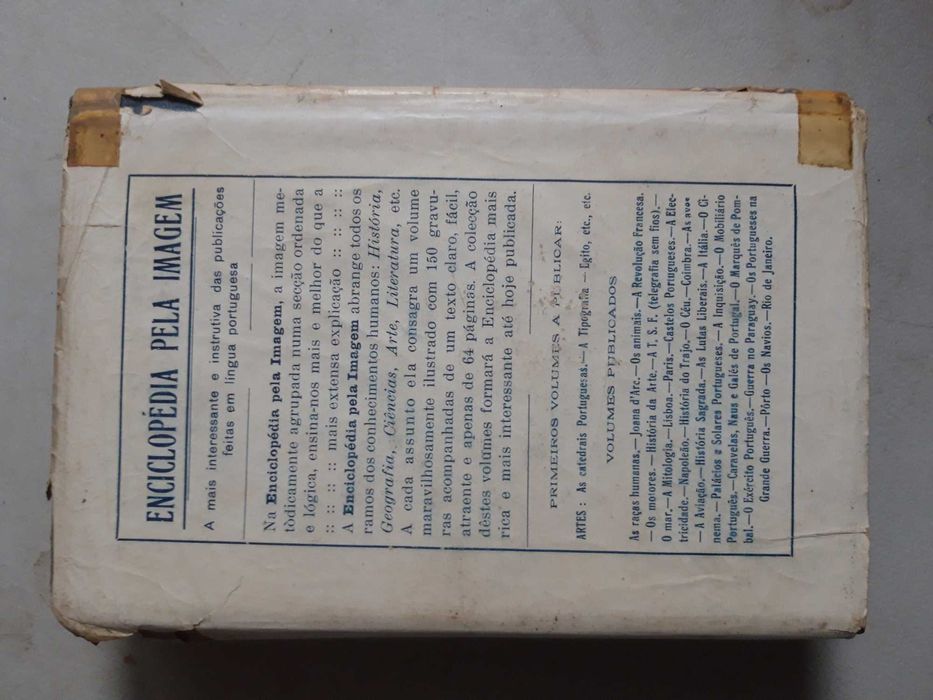 ENCICLOPÉDIA PELA IMAGEM
A mais interessante e instrutiva das publicações
feitas em língua portuguesa
Na Enciclopédia pela Imagem, a imagem me-
tòdicamente agrupada numa secção ordenada
e lógica, ensina-nos mais e melhor do que a
:: :: :: :: mais extensa explicação :: :: :: ::
A Enciclopédia pela Imagem abrange todos os
ramos dos conhecimentos humanos: História,
Geografia, Ciências, Arte, Literatura, etc.
A cada assunto ela consagra um volume
maravilhosamente ilustrado com 150 gravu-
ras acompanhadas de um texto claro, fácil,
atraente e apenas de 64 páginas. A colecção
dêstes volumes formará a Enciclopédia mais
rica e mais interessante até hoje publicada.
PRIMEIROS VOLUMES A PUBLICAR:
ARTES : As catedrais Portuguesas.—A Tipografia — Egito, etc., etc.
VOLUMES PUBLICADOS
As raças humanas.—Joana d'Arc.—Os animais.—A Revolução Francesa.
—Os motores.—História da Arte.—A T. S. F. (telegrafia sem fios).—
O mar.—A Mitologia.—Lisboa.—Paris.—Castelos Portugueses.—A Elec-
tricidade.—Napoleão.—História do Trajo.—O Céu.—Coimbra.—As aves
—A Aviação.—História Sagrada.—As Lutas Liberais.—A Itália.—O Ci-
nema.—Palácios e Solares Portugueses.—A Inquisição.—O Mobiliário
Português.—Caravelas, Naus e Galés de Portugal.—O Marquês de Pom-
bal.—O Exército Português.—Guerra no Paraguay.—Os Portugueses na
Grande Guerra.—Pôrto—Os Navios.—Rio de Janeiro.